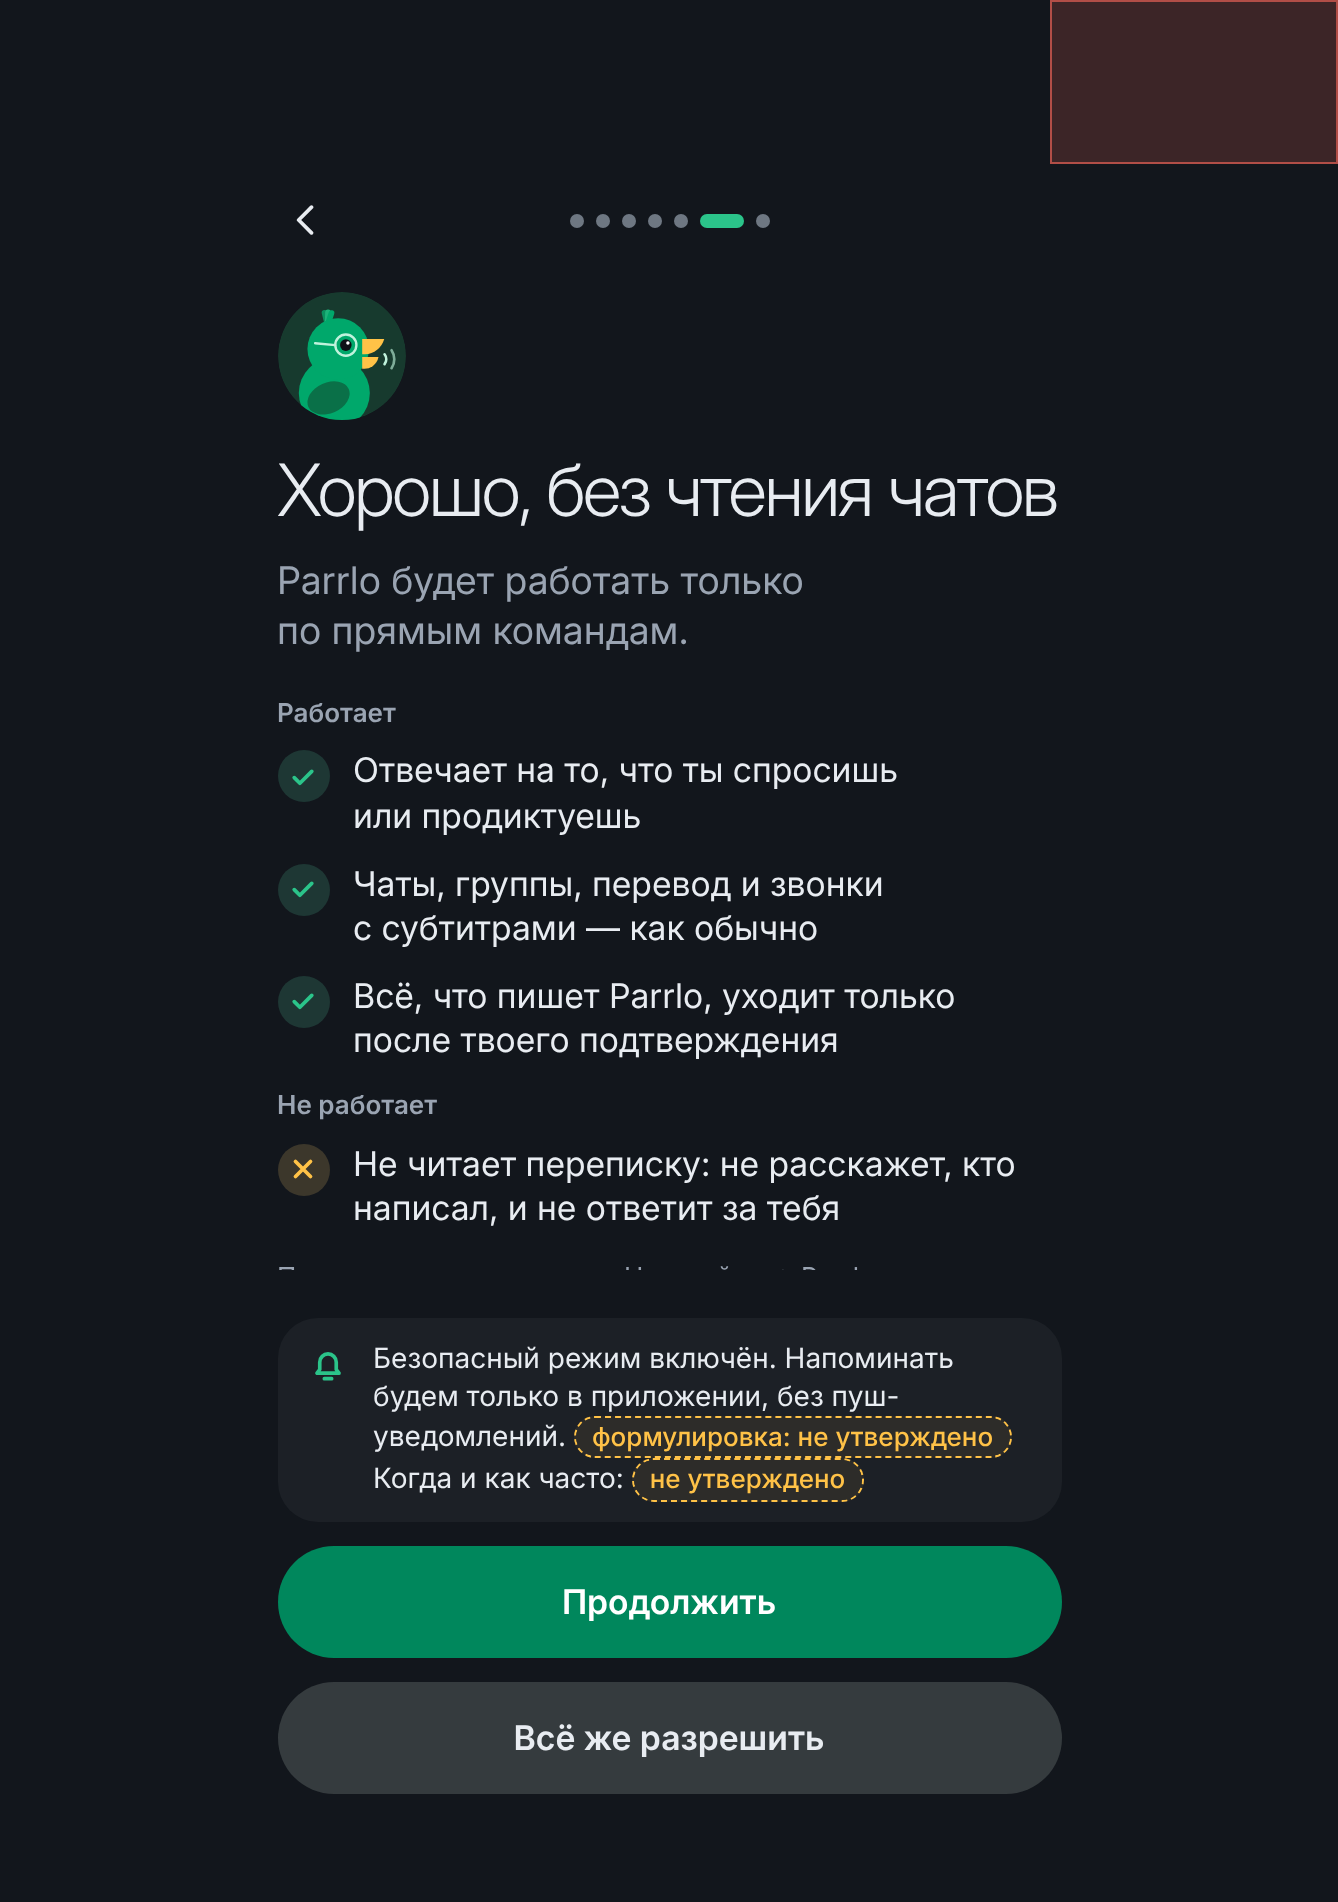 Хорошо, без чтения чатов
Parrlo будет работать только
по прямым командам.
Работает
Отвечает на то, что ты спросишь
или продиктуешь
Чаты, группы, перевод и звонки
с субтитрами — как обычно
Всё, что пишет Parrlo, уходит только
после твоего подтверждения
Не работает
Не читает переписку: не расскажет, кто
написал, и не ответит за тебя
Безопасный режим включён. Напоминать
будем только в приложении, без пуш-
уведомлений. формулировка: не утверждено
Когда и как часто: не утверждено
Продолжить
Всё же разрешить